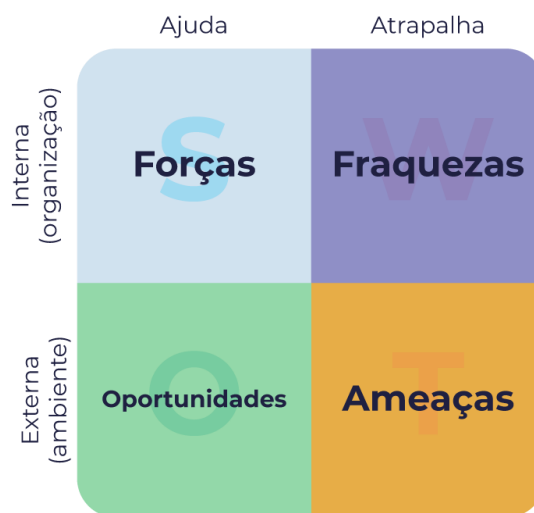 Ajuda
Atrapalha
Interna
(organização)
S
Forças
W
Fraquezas
Externa
(ambiente)
O
Oportunidades
T
Ameaças